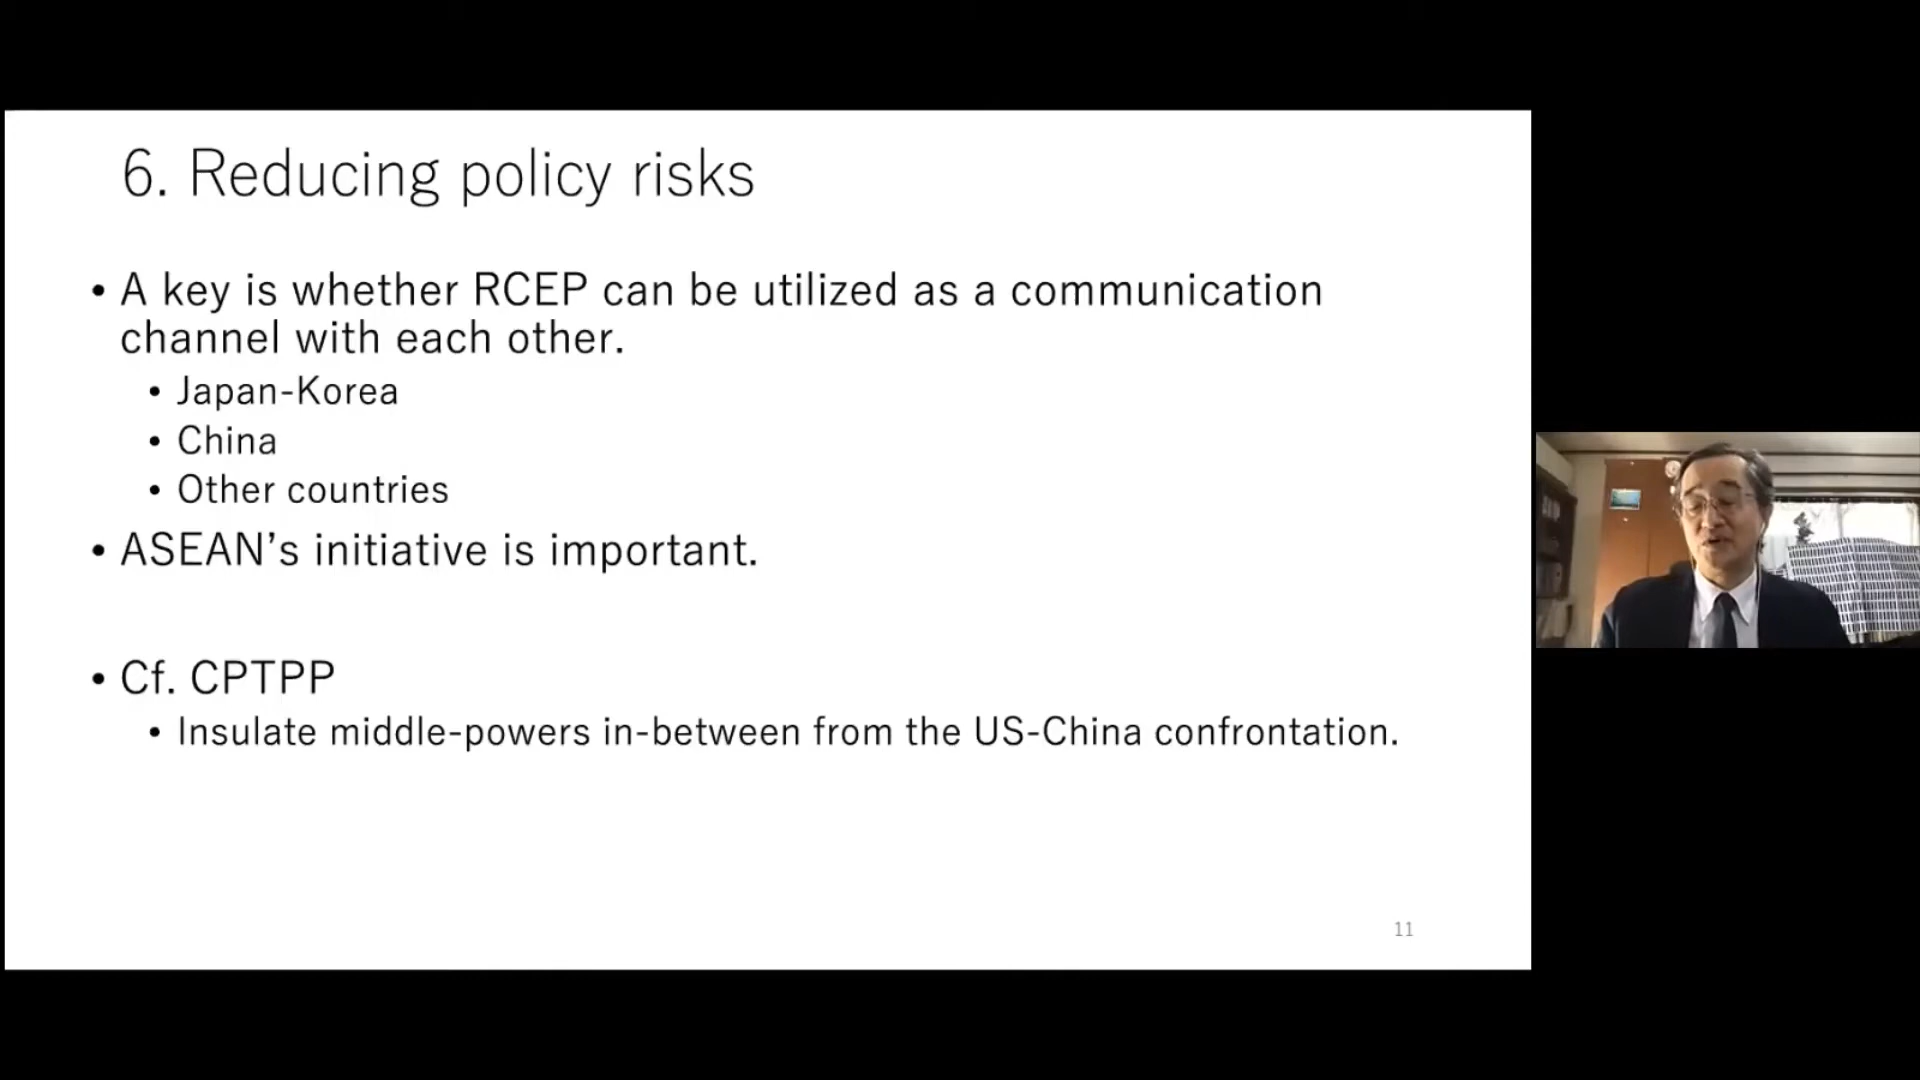 6. Reducing policy risks
• A key is whether RCEP can be utilized as a communication
channel with each other.
• Japan-Korea
• China
• Other countries
• ASEAN’s initiative is important.
• Cf. CPTPP
• Insulate middle-powers in-between from the US-China confrontation.
11